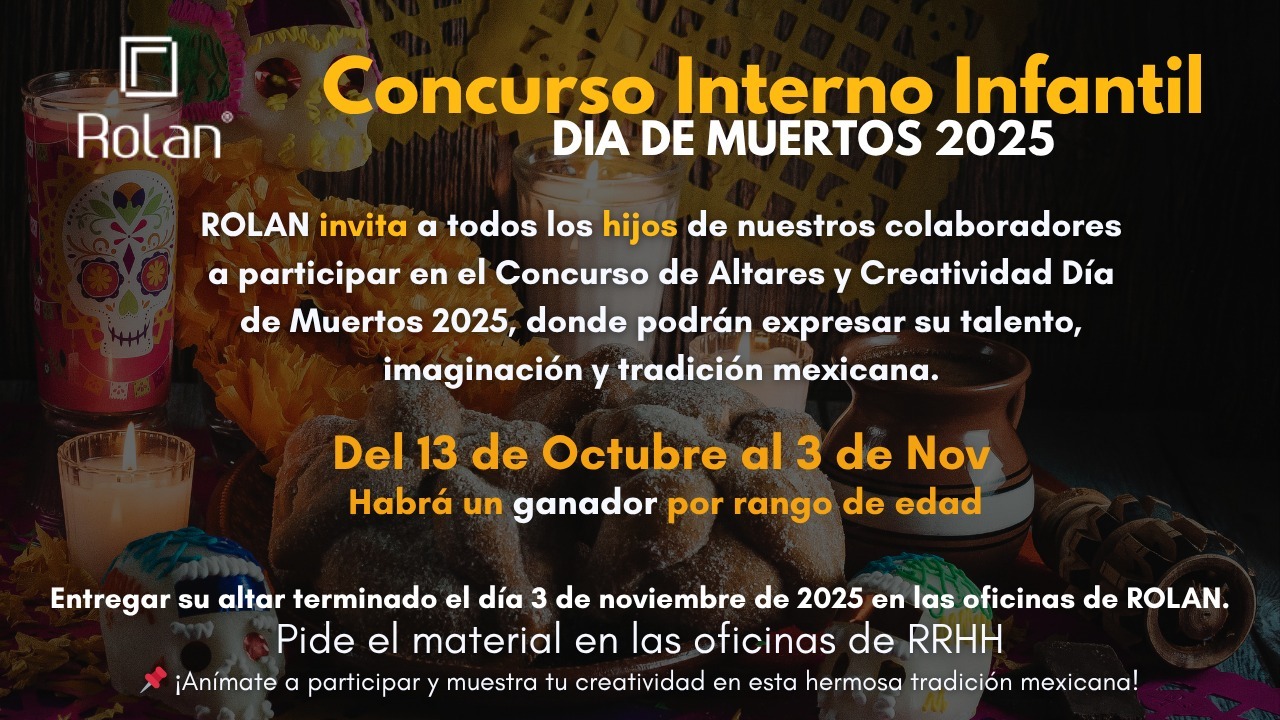 Rolan®
Concurso Interno Infantil
DIA DE MUERTOS 2025
ROLAN invita a todos los hijos de nuestros colaboradores
a participar en el Concurso de Altares y Creatividad Día
de Muertos 2025, donde podrán expresar su talento,
imaginación y tradición mexicana.
Del 13 de Octubre al 3 de Nov
Habrá un ganador por rango de edad
Entregar su altar terminado el día 3 de noviembre de 2025 en las oficinas de ROLAN.
Pide el material en las oficinas de RRHH
📌 ¡Anímate a participar y muestra tu creatividad en esta hermosa tradición mexicana!